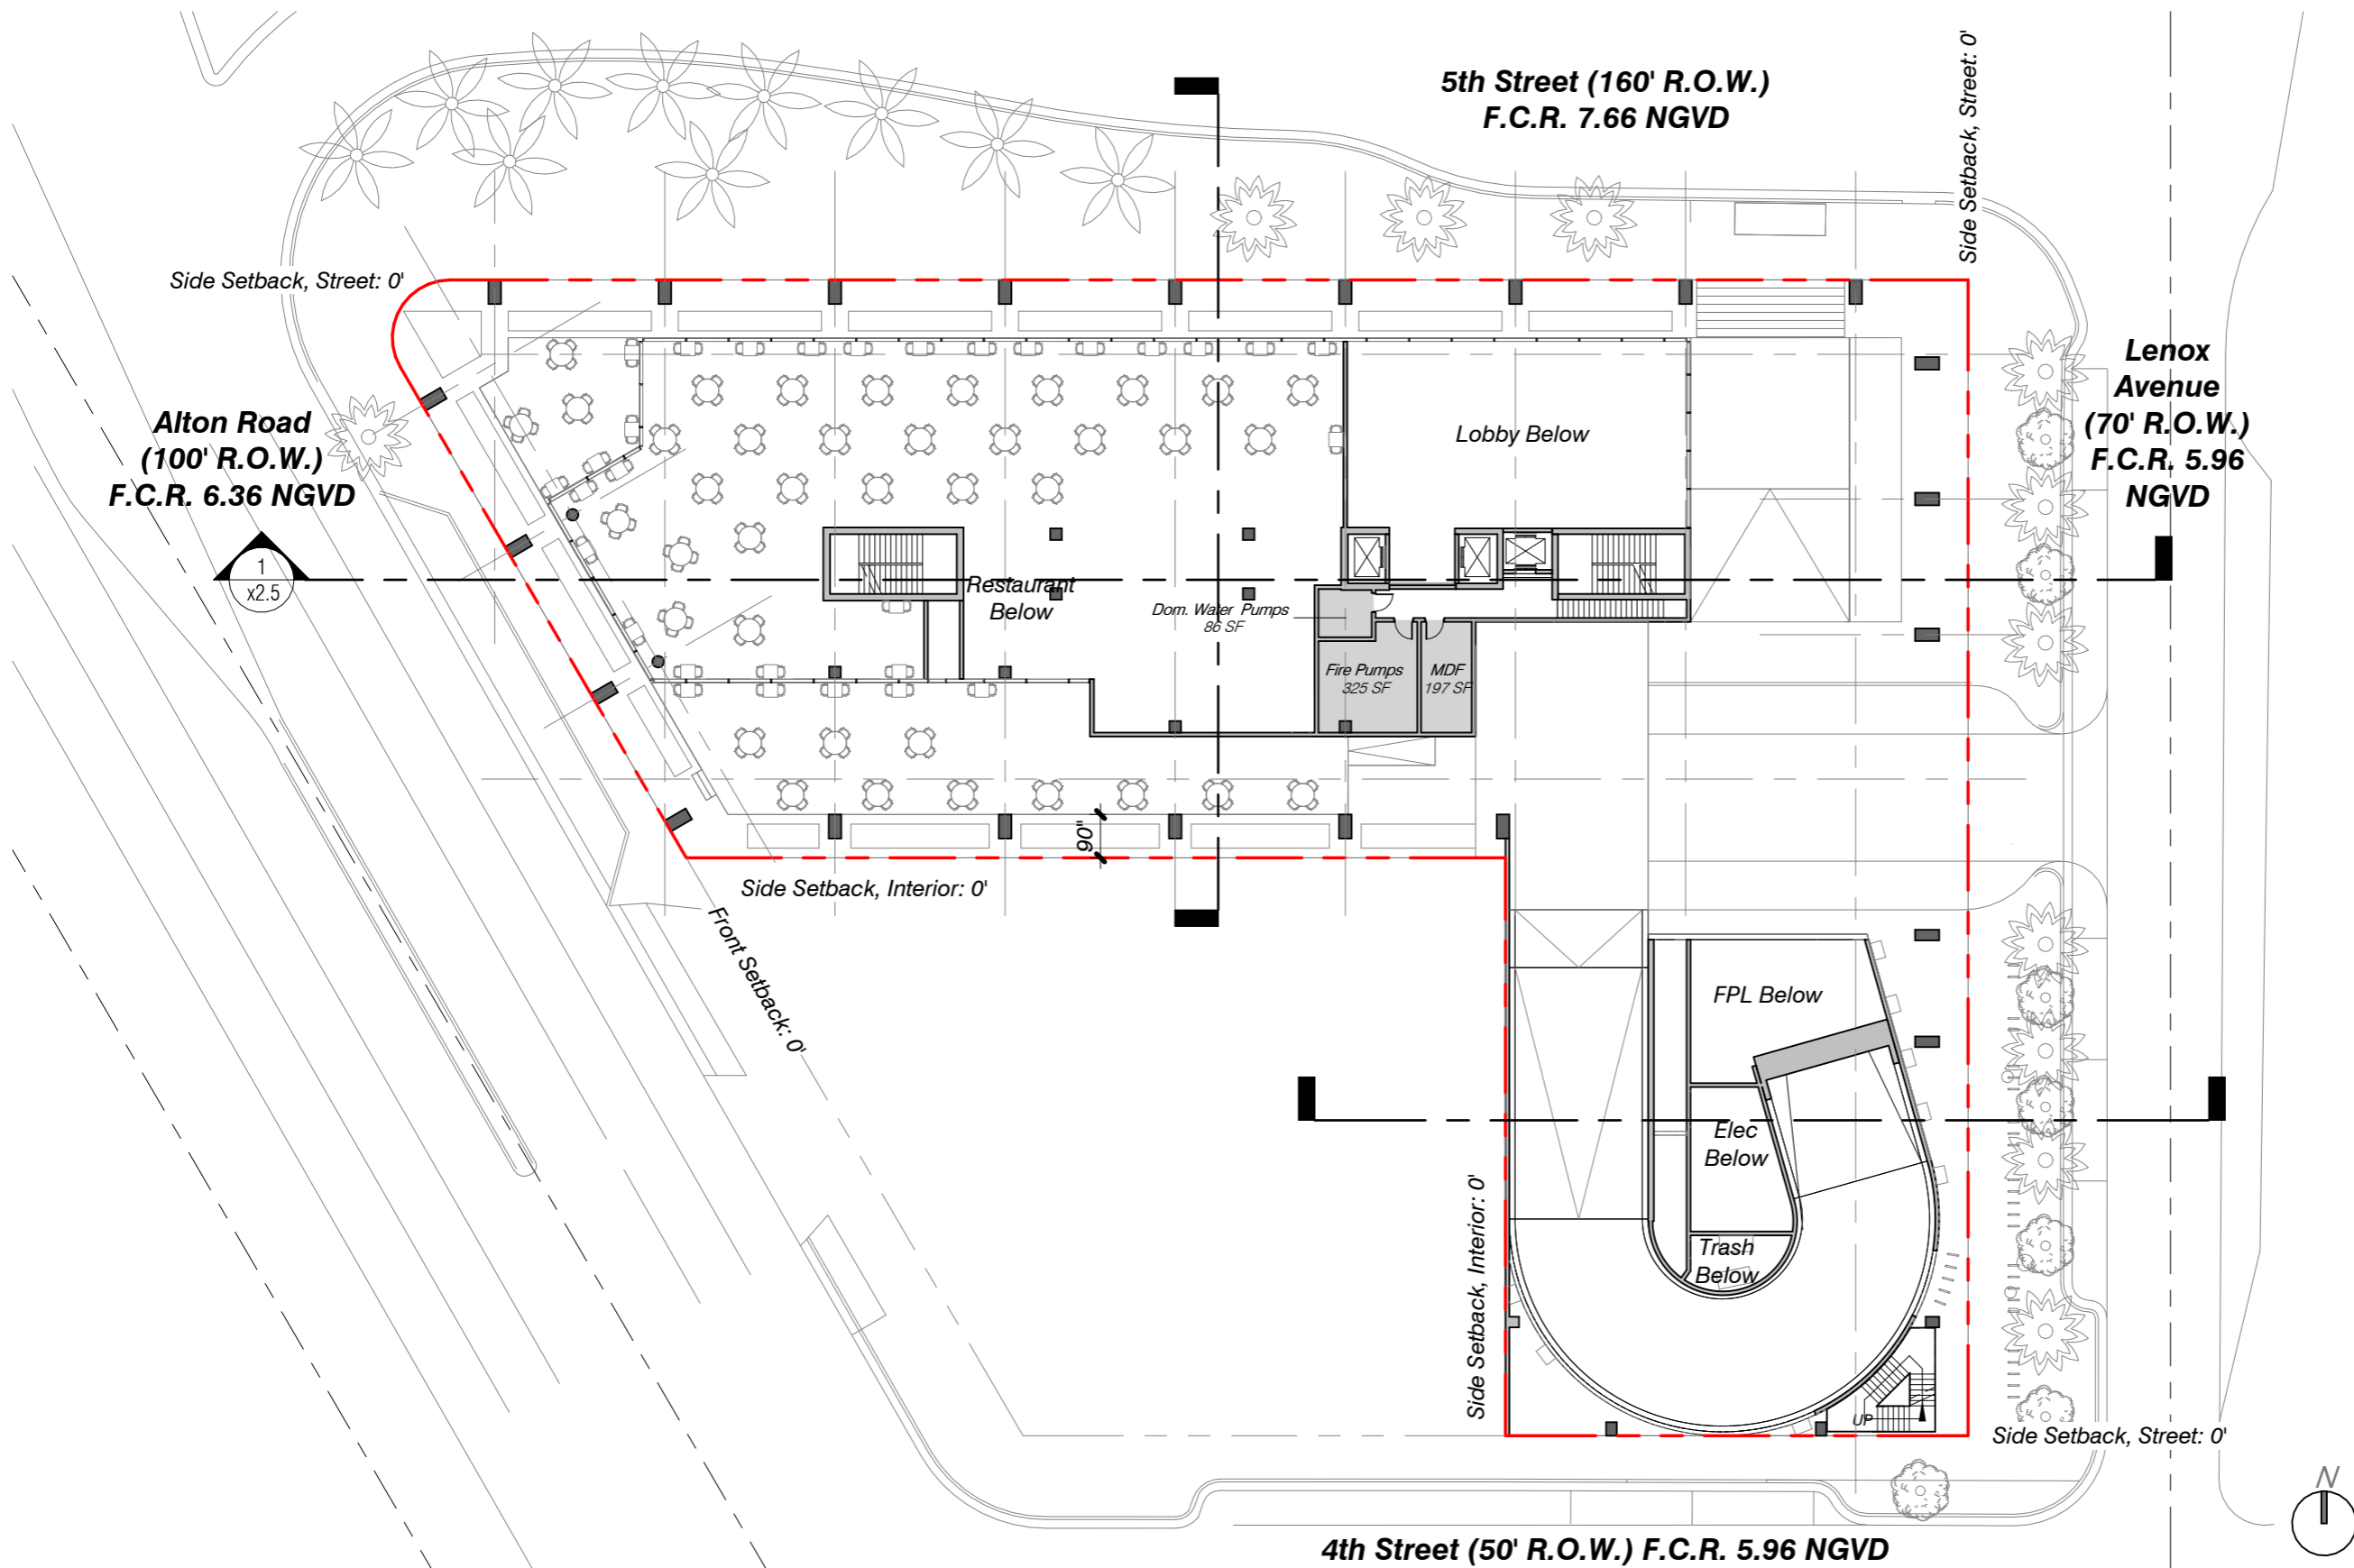 5th Street (160' R.O.W.)
F.C.R. 7.66 NGVD
Side Setback, Street: 0'
Side Setback, Street: 0'
Lenox
Avenue
(70' R.O.W.)
F.C.R. 5.96
NGVD
Alton Road
(100' R.O.W.)
F.C.R. 6.36 NGVD
Lobby Below
1
x2.5
Restaurant
Below
Dom. Water Pumps
86 SF
Fire Pumps
325 SF
MDF
197 SF
90"
Side Setback, Interior: 0'
Front Setback: 0'
FPL Below
Elec
Below
Side Setback, Interior: 0'
Trash
Below
UP
Side Setback, Street: 0'
N
4th Street (50' R.O.W.) F.C.R. 5.96 NGVD